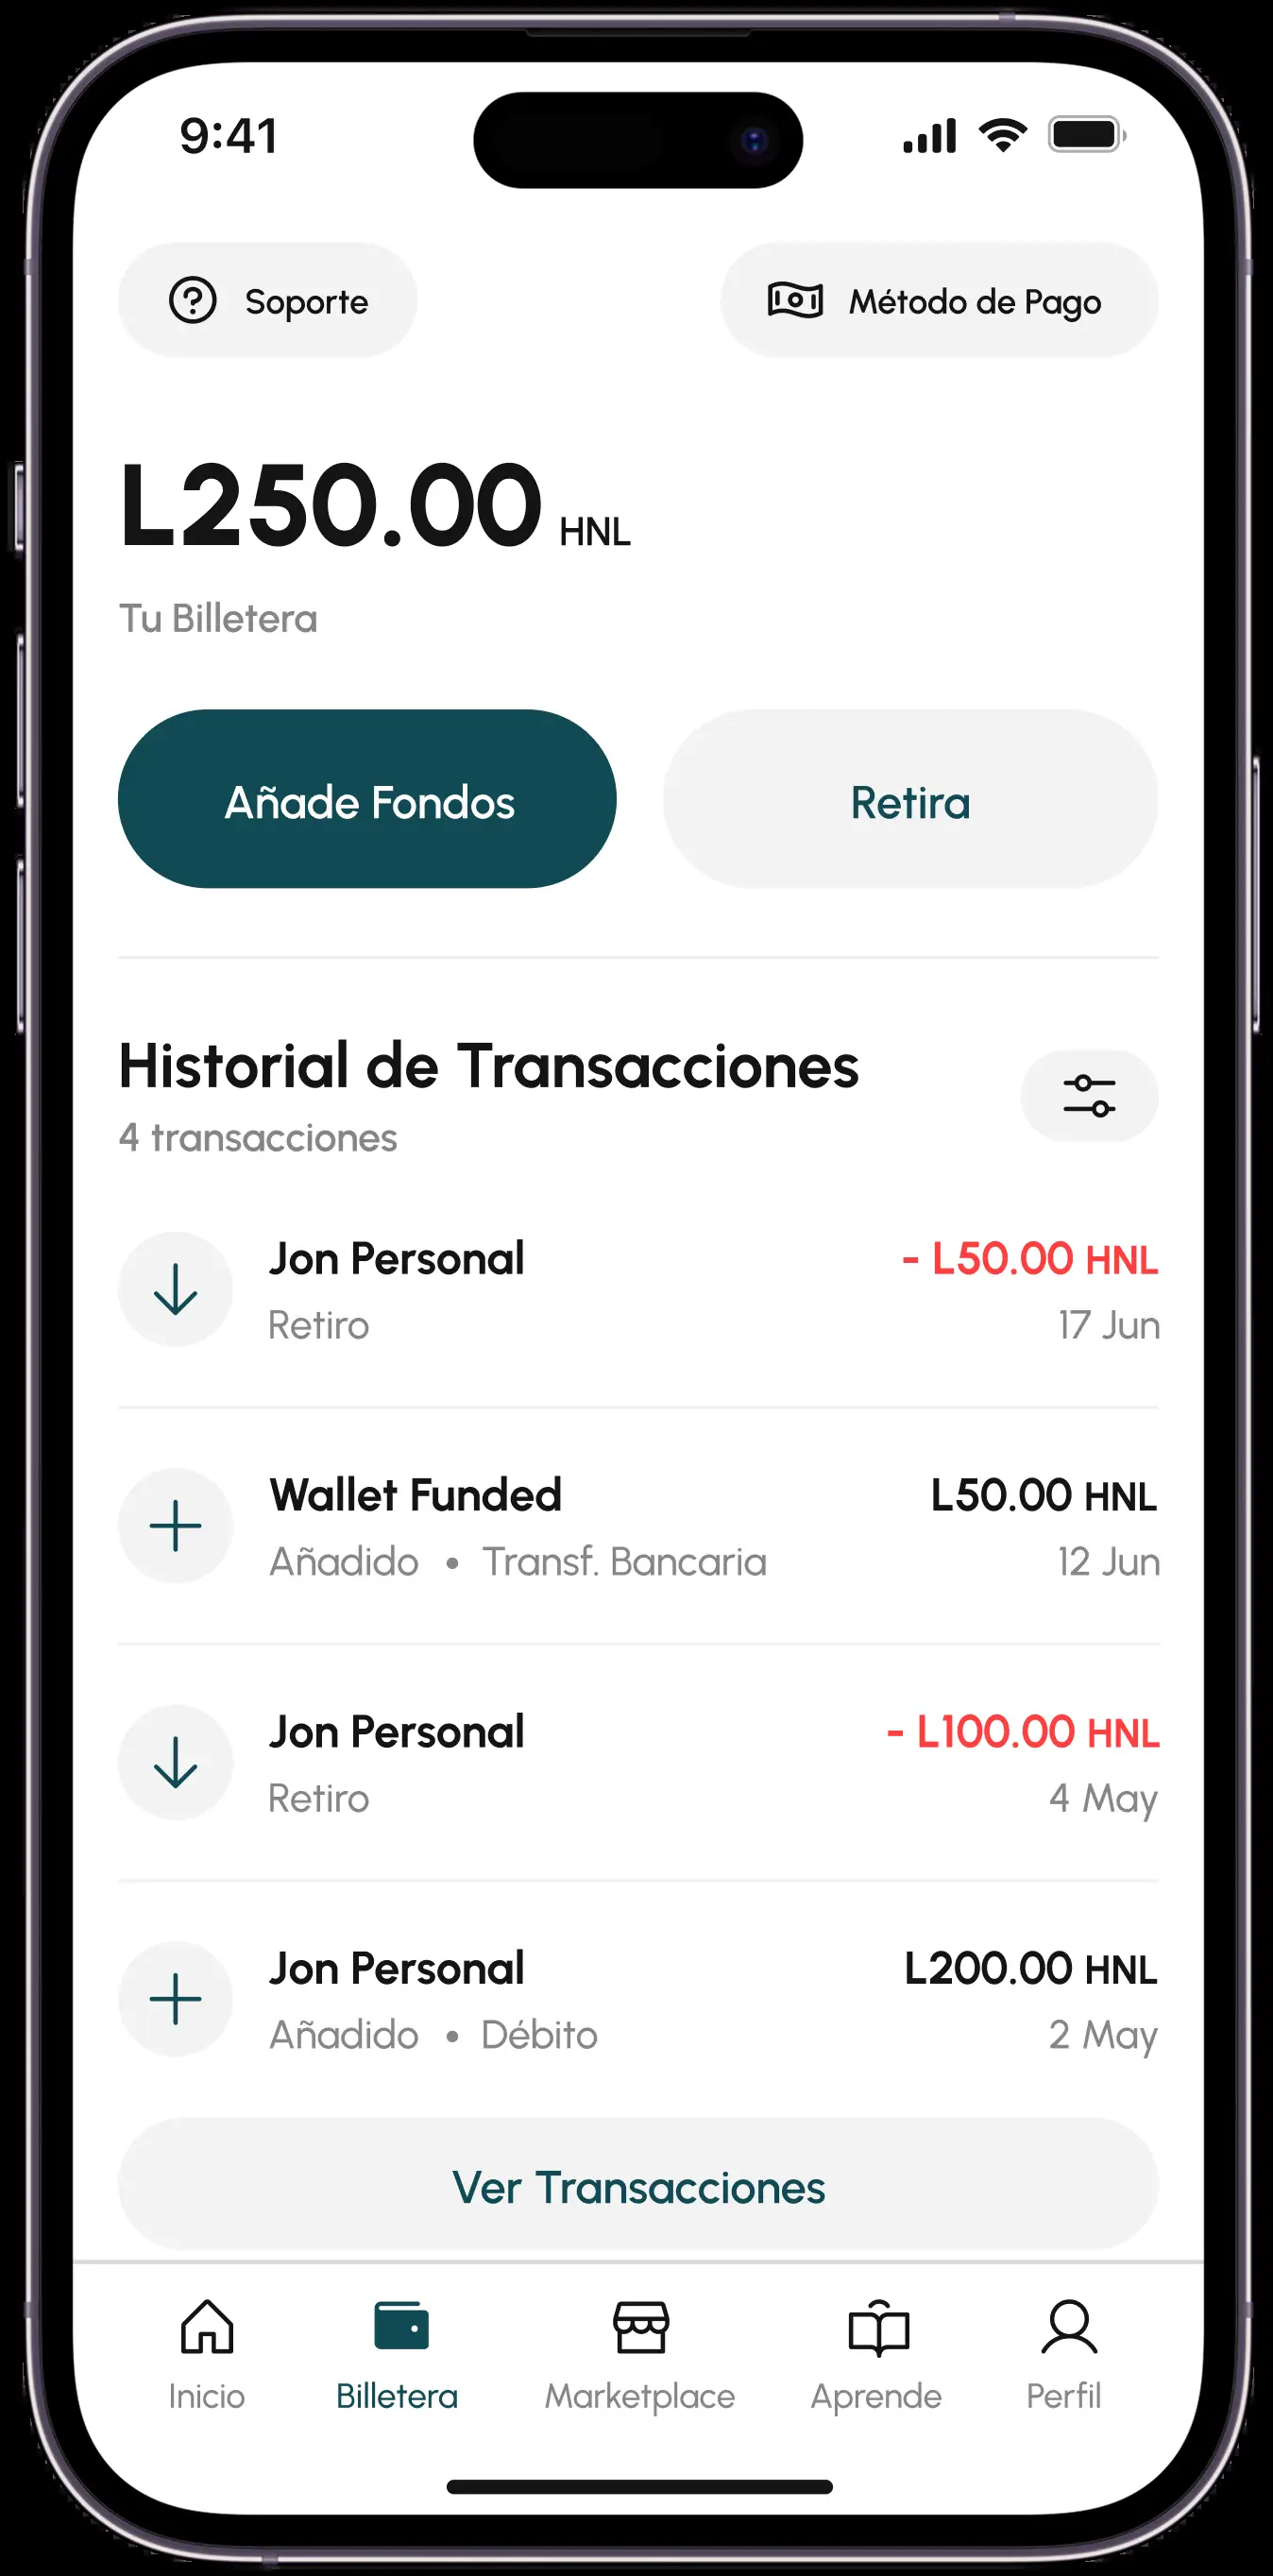 9:41
Soporte
Método de Pago
L250.00 HNL
Tu Billetera
Añade Fondos
Retira
Historial de Transacciones
4 transacciones
Jon Personal
- L50.00 HNL
Retiro
17 Jun
Wallet Funded
L50.00 HNL
Añadido • Transf. Bancaria
12 Jun
Jon Personal
- L100.00 HNL
Retiro
4 May
Jon Personal
L200.00 HNL
Añadido • Débito
2 May
Ver Transacciones
Inicio
Billetera
Marketplace
Aprende
Perfil